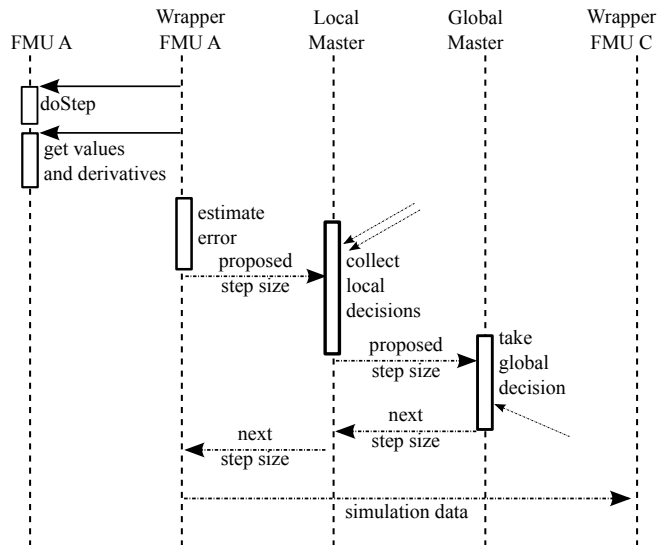 FMU A
Wrapper
FMU A
Local
Master
Global
Master
Wrapper
FMU C
doStep
get values
and derivatives
estimate
error
proposed
step size
collect
local
decisions
proposed
step size
take
global
decision
next
step size
next
step size
simulation data